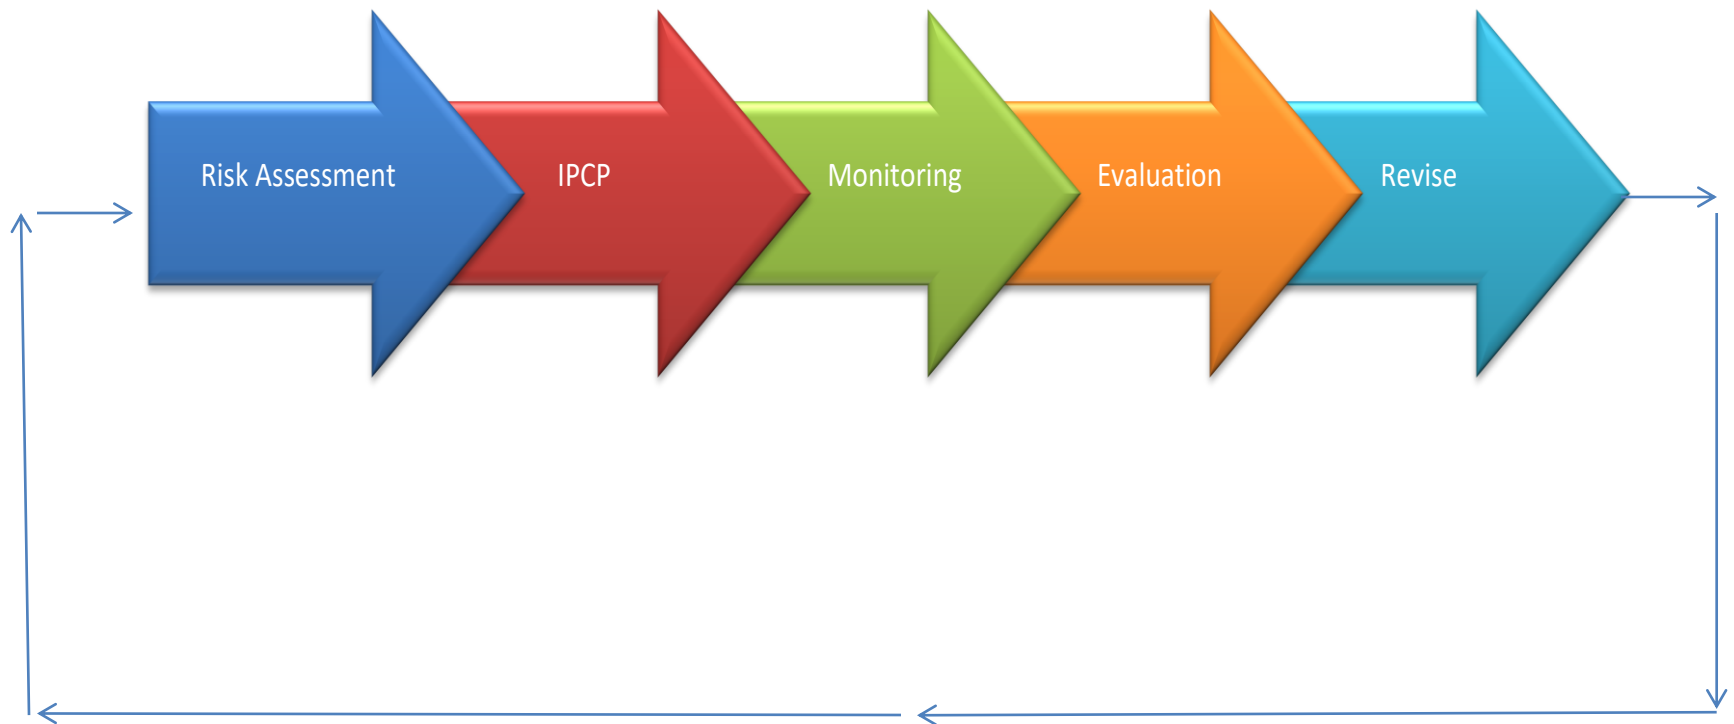 Risk Assessment
IPCP
Monitoring
Evaluation
Revise